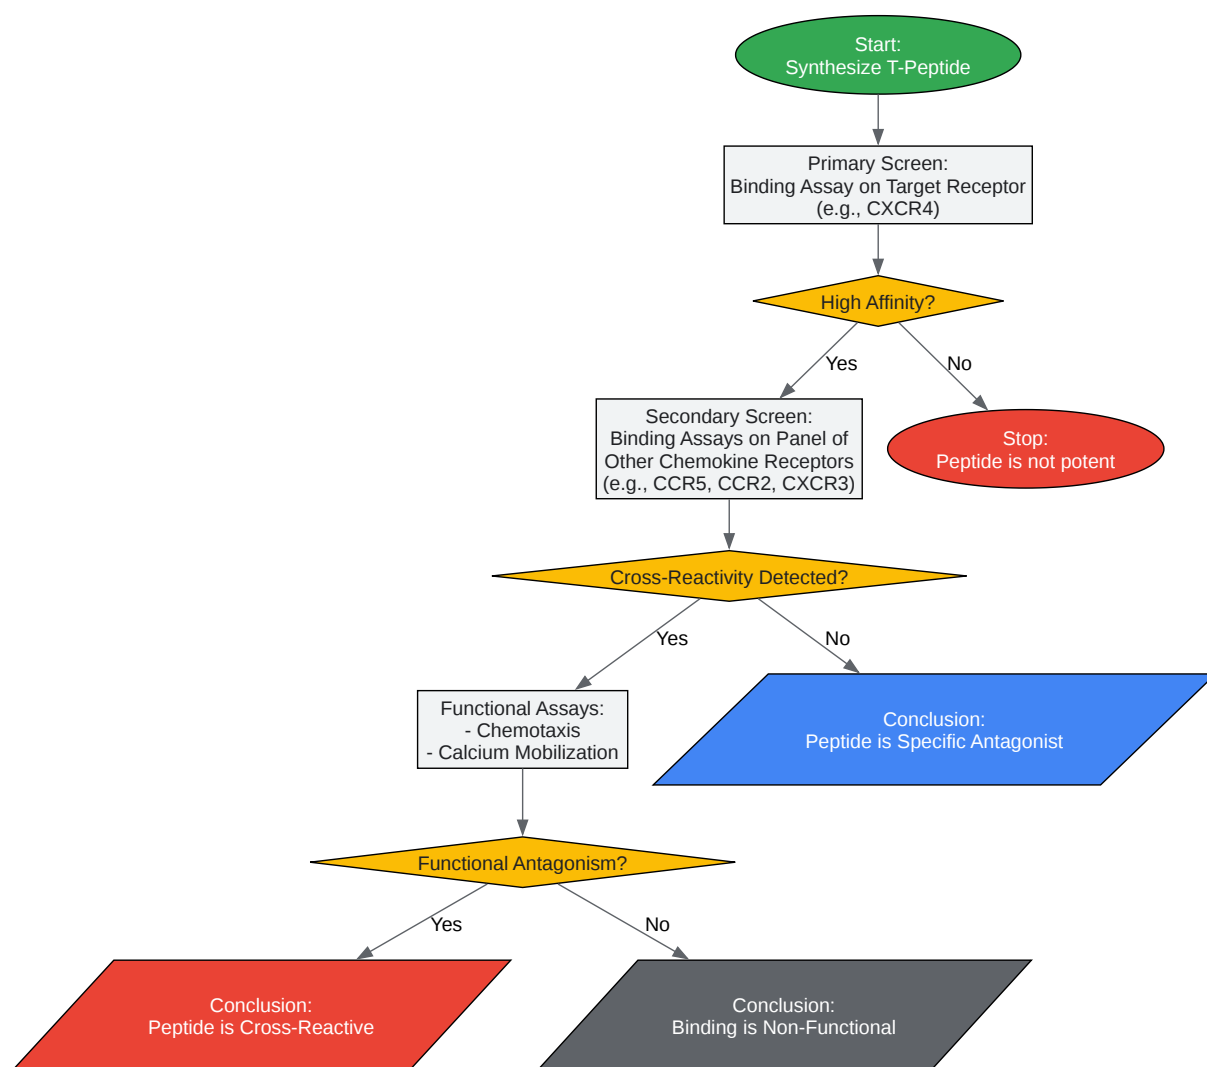 Start:
Synthesize T-Peptide
Primary Screen:
Binding Assay on Target Receptor
(e.g., CXCR4)
High Affinity?
Yes
No
Secondary Screen:
Binding Assays on Panel of
Other Chemokine Receptors
(e.g., CCR5, CCR2, CXCR3)
Stop:
Peptide is not potent
Cross-Reactivity Detected?
Yes
No
Functional Assays:
- Chemotaxis
- Calcium Mobilization
Conclusion:
Peptide is Specific Antagonist
Functional Antagonism?
Yes
No
Conclusion:
Peptide is Cross-Reactive
Conclusion:
Binding is Non-Functional